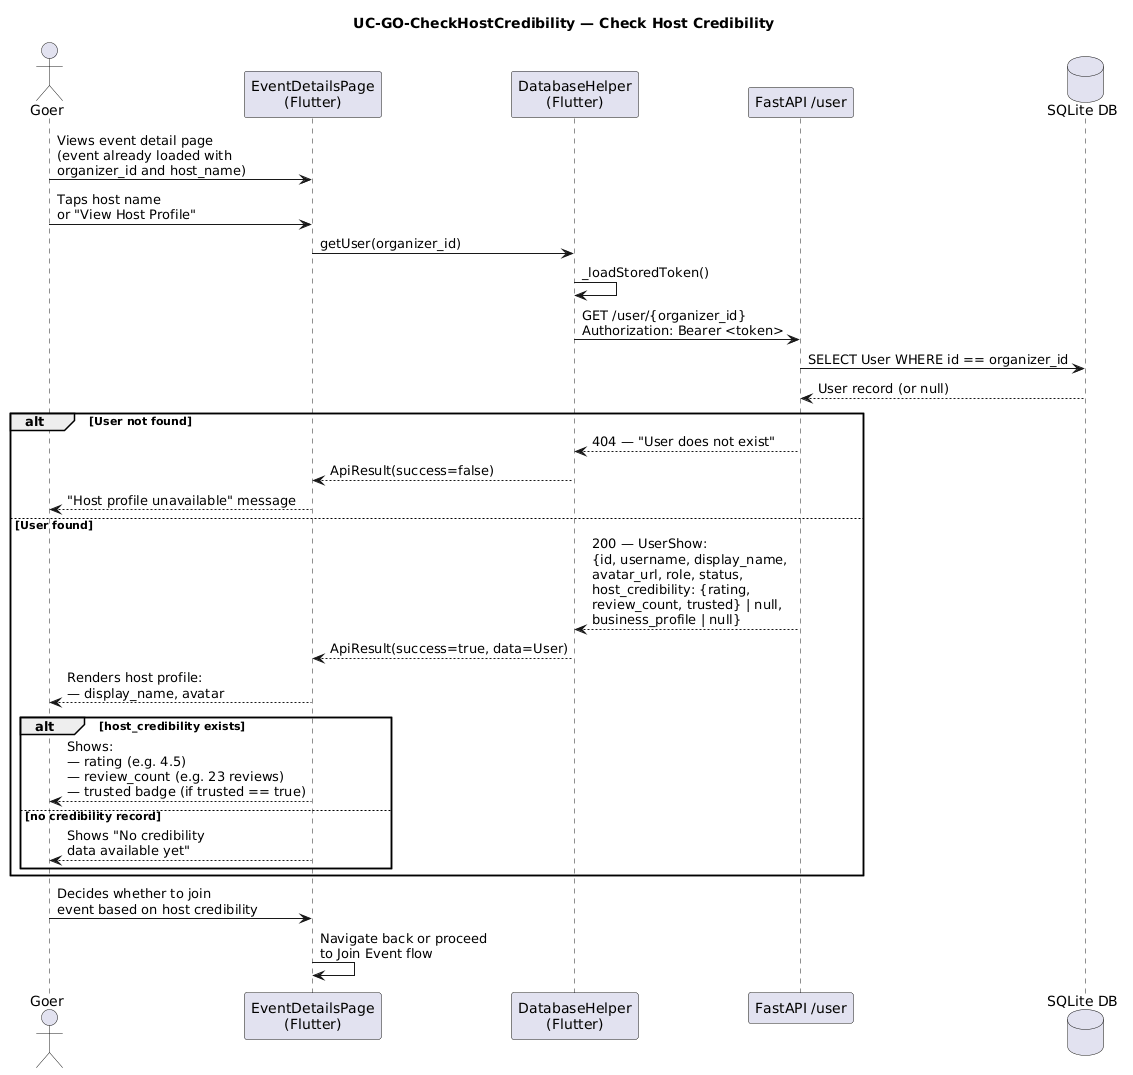 UC-GO-CheckHostCredibility — Check Host Credibility
Goer
EventDetailsPage
(Flutter)
DatabaseHelper
(Flutter)
FastAPI /user
SQLite DB
Views event detail page
(event already loaded with
organizer_id and host_name)
Taps host name
or "View Host Profile"
getUser(organizer_id)
_loadStoredToken()
GET /user/{organizer_id}
Authorization: Bearer <token>
SELECT User WHERE id == organizer_id
User record (or null)
alt [User not found]
404 — "User does not exist"
ApiResult(success=false)
"Host profile unavailable" message
[User found]
200 — UserShow:
{id, username, display_name,
avatar_url, role, status,
host_credibility: {rating,
review_count, trusted} | null,
business_profile | null}
ApiResult(success=true, data=User)
Renders host profile:
— display_name, avatar
alt [host_credibility exists]
Shows:
— rating (e.g. 4.5)
— review_count (e.g. 23 reviews)
— trusted badge (if trusted == true)
[no credibility record]
Shows "No credibility
data available yet"
Decides whether to join
event based on host credibility
Navigate back or proceed
to Join Event flow
Goer
EventDetailsPage
(Flutter)
DatabaseHelper
(Flutter)
FastAPI /user
SQLite DB